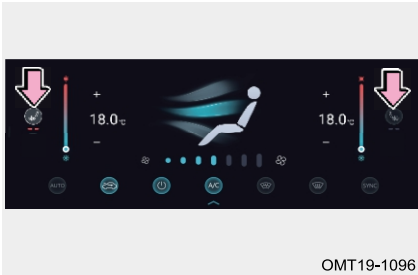 +
+
18.0°C
18.0°C
−
−
AUTO
A/C
SYNC
OMT19-1096